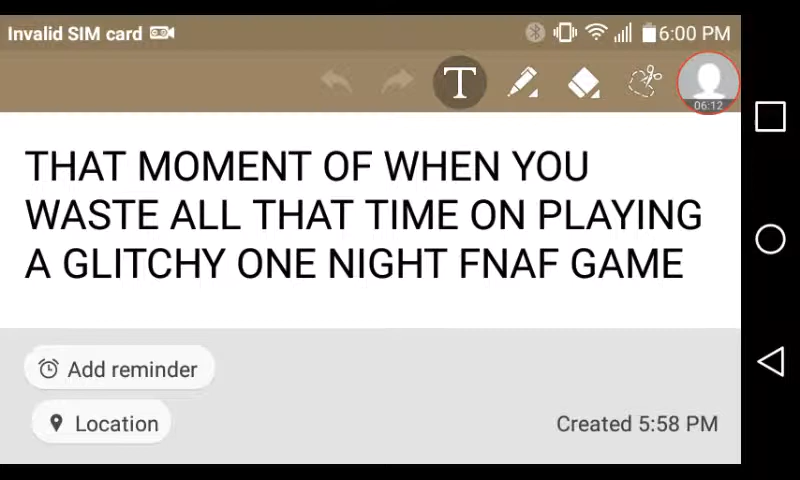 Invalid SIM card 6:00 PM
T
06:12
THAT MOMENT OF WHEN YOU
WASTE ALL THAT TIME ON PLAYING
A GLITCHY ONE NIGHT FNAF GAME
Add reminder
Location
Created 5:58 PM